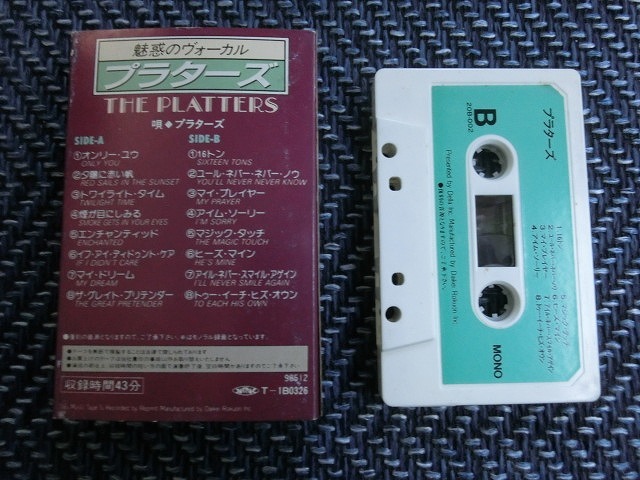 魅惑のヴォーカル
プラターズ
THE PLATTERS
唄◆プラターズ
SIDE-A
①オンリー・ユウ
ONLY YOU
②夕陽に赤い帆
RED SAILS IN THE SUNSET
③トワイライト・タイム
TWILIGHT TIME
④煙が目にしみる
SMOKE GETS IN YOUR EYES
⑤エンチャンティッド
ENCHANTED
⑥イフ・アイ・ディドゥント・ケア
IF I DIDN'T CARE
⑦マイ・ドリーム
MY DREAM
⑧ザ・グレイト・プリテンダー
THE GREAT PRETENDER
SIDE-B
①16トン
SIXTEEN TONS
②ユール・ネバー・ネバー・ノウ
YOU'LL NEVER NEVER KNOW
③マイ・プレイヤー
MY PRAYER
④アイム・ソーリー
I'M SORRY
⑤マジック・タッチ
THE MAGIC TOUCH
⑥ヒーズ・マイン
HE'S MINE
⑦アイル・ネバー・スマイル・アゲイン
I'LL NEVER SMILE AGAIN
⑧トゥー・イーチ・ヒズ・オウン
TO EACH HIS OWN
収録時間43分
T-1B0326
B
20B-002
プラターズ
MONO